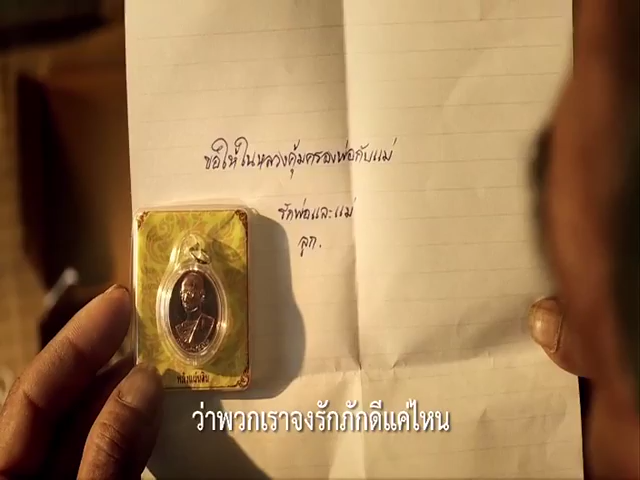 ขอให้ในหลวงคุ้มครองพ่อกับแม่
รักพ่อและแม่
ลูก.
ว่าพวกเราจงรักภักดีแค่ไหน